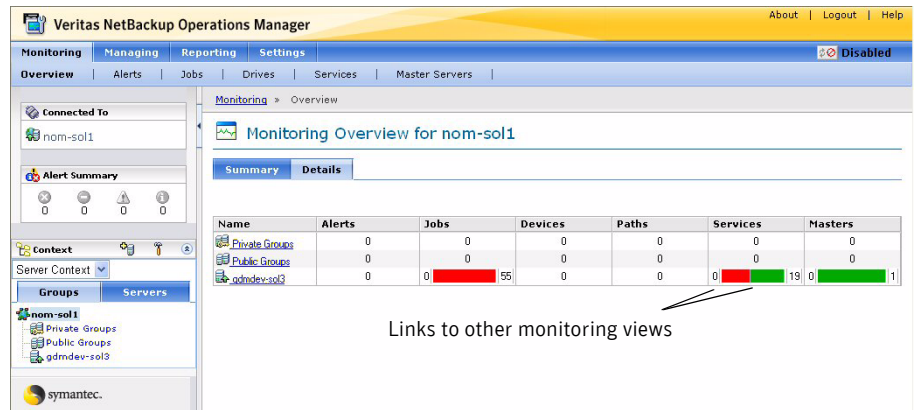 Veritas NetBackup Operations Manager
About | Logout | Help
Monitoring Managing Reporting Settings
Disabled
Overview | Alerts | Jobs | Drives | Services | Master Servers |
Connected To
nom-sol1
Alert Summary
0 0 0 0
Context
Server Context
Groups Servers
nom-sol1
Private Groups
Public Groups
gdmdev-sol3
symantec.
Monitoring » Overview
Monitoring Overview for nom-sol1
Summary Details
Name Alerts Jobs Devices Paths Services Masters
Private Groups 0 0 0 0 0 0
Public Groups 0 0 0 0 0 0
gdmdev-sol3 0 0 55 0 0 0 19 0 1
Links to other monitoring views